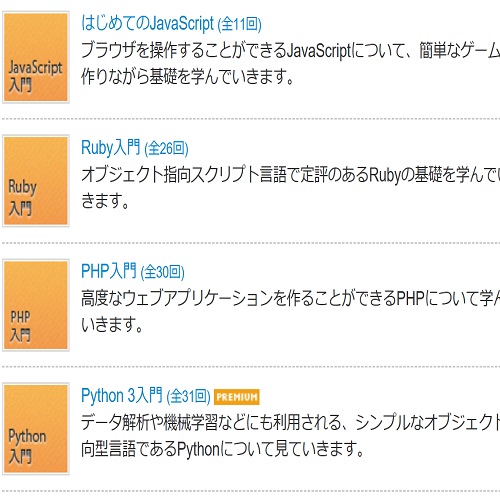 JavaScript
入門
はじめてのJavaScript (全11回)
ブラウザを操作することができるJavaScriptについて、簡単なゲーム
作りながら基礎を学んでいきます。
Ruby
入門
Ruby入門 (全26回)
オブジェクト指向スクリプト言語で定評のあるRubyの基礎を学んで
きます。
PHP
入門
PHP入門 (全30回)
高度なウェブアプリケーションを作ることができるPHPについて学ん
いきます。
Python
入門
Python 3入門 (全31回) PREMIUM
データ解析や機械学習などにも利用される、シンプルなオブジェクト
向型言語であるPythonについて見ていきます。